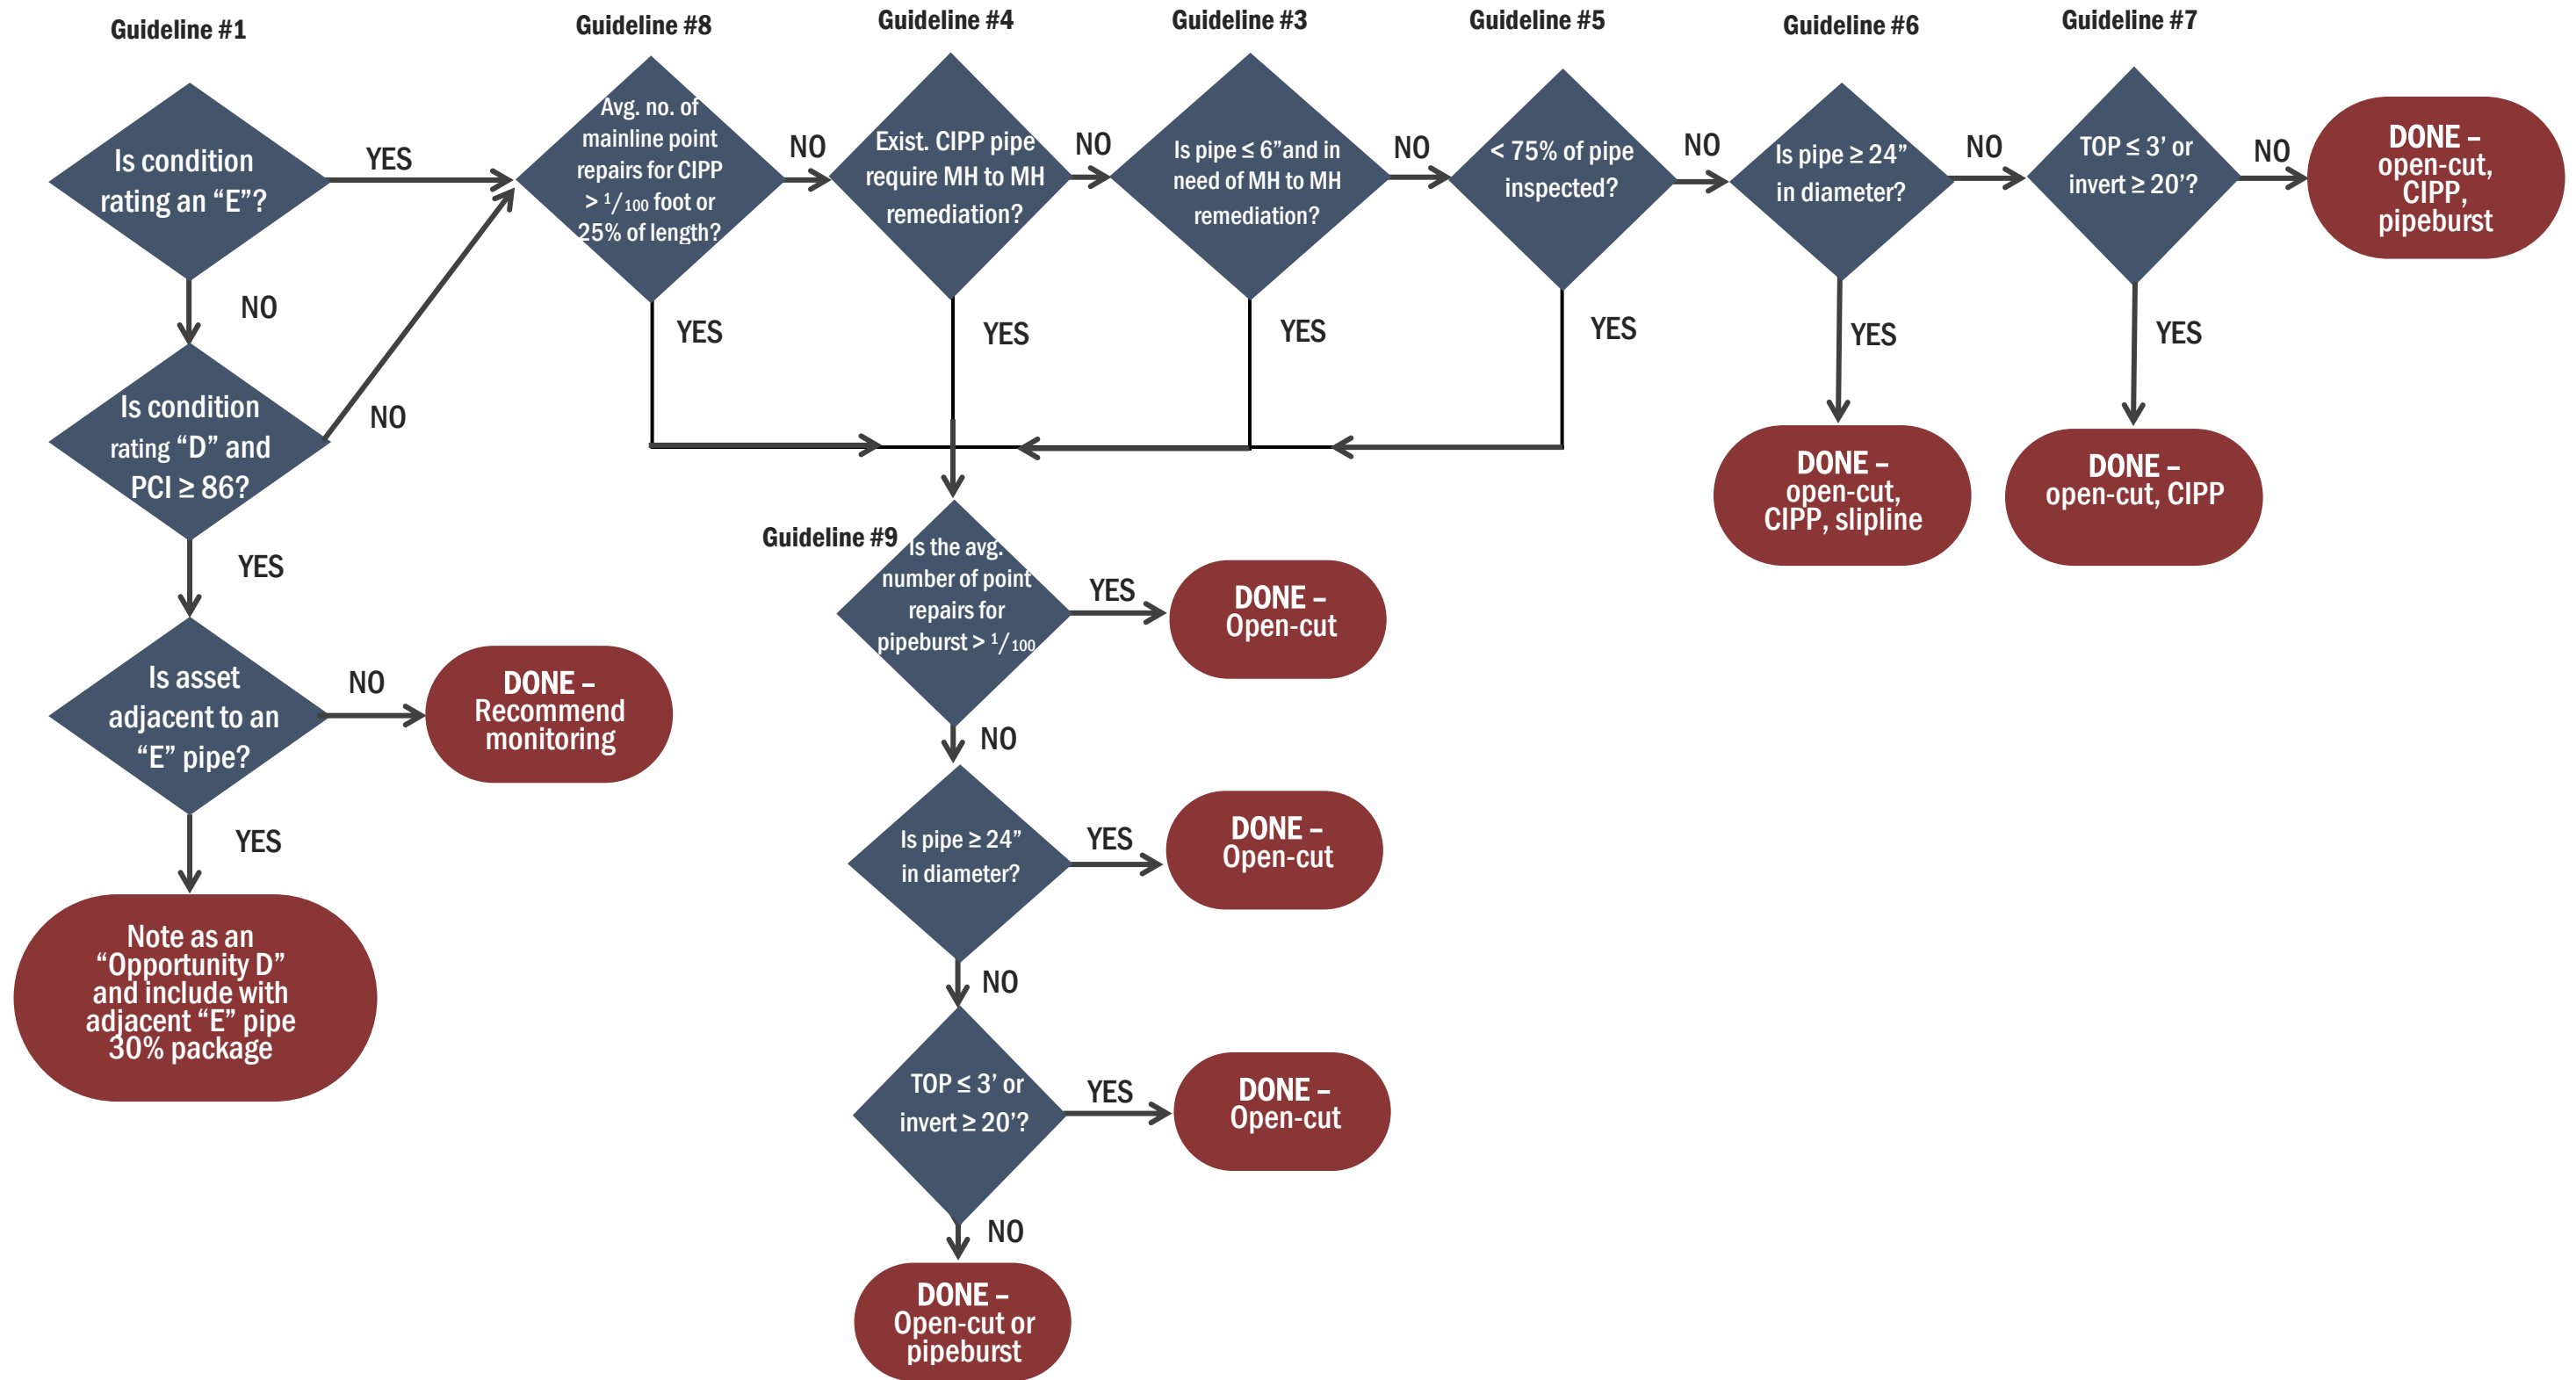 Guideline #1
Guideline #8
Guideline #4
Guideline #3
Guideline #5
Guideline #6
Guideline #7
Is condition
rating an “E”?
YES
NO
Avg. no. of
mainline point
repairs for CIPP
> 1/100 foot or
25% of length?
NO
YES
Exist. CIPP pipe
require MH to MH
remediation?
NO
YES
Is pipe ≤ 6”and in
need of MH to MH
remediation?
NO
YES
< 75% of pipe
inspected?
NO
YES
Is pipe ≥ 24”
in diameter?
NO
YES
TOP ≤ 3’ or
invert ≥ 20’?
NO
YES
DONE –
open-cut,
CIPP,
pipeburst
DONE –
open-cut,
CIPP, slipline
DONE –
open-cut, CIPP
Is condition
rating “D” and
PCI ≥ 86?
NO
YES
Is asset
adjacent to an
“E” pipe?
NO
DONE –
Recommend
monitoring
YES
Note as an
“Opportunity D”
and include with
adjacent “E” pipe
30% package
Guideline #9
Is the avg.
number of point
repairs for
pipeburst > 1/100
YES
DONE –
Open-cut
NO
Is pipe ≥ 24”
in diameter?
YES
DONE –
Open-cut
NO
TOP ≤ 3’ or
invert ≥ 20’?
YES
DONE –
Open-cut
NO
DONE –
Open-cut or
pipeburst